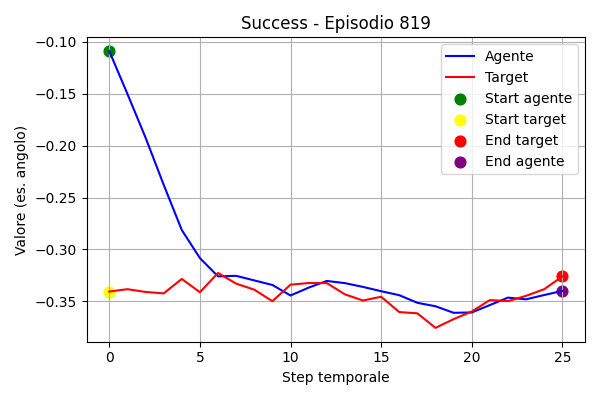 Success - Episodio 819
Valore (es. angolo)
−0.10
−0.15
−0.20
−0.25
−0.30
−0.35
Agente
Target
Start agente
Start target
End target
End agente
0 5 10 15 20 25
Step temporale